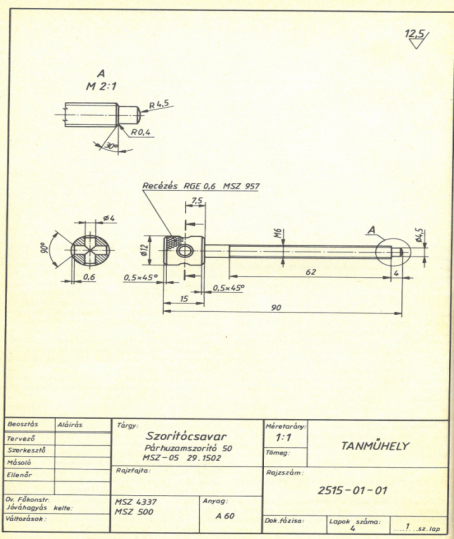 12,5
A
M 2:1
R4,5
R0,4
30°
Recézés RGE 0,6 MSZ 957
7,5
ø4
90°
0,6
ø12
M6
A
ø4,5
0,5×45°
0,5×45°
62
4
15
90
Beosztás Aláírás
Tervező
Szerkesztő
Másoló
Ellenőr
Ov. Főkonstr.
Jóváhagyás kelte:
Változások:
Tárgy:
Szorítócsavar
Párhuzamszorító 50
MSZ-05 29.1502
Rajzfajta:
MSZ 4337
MSZ 500
Anyag:
A 60
Méretarány:
1:1
Tömeg:
TANMŰHELY
Rajzszám:
2515-01-01
Dok.fázisa:
Lapok száma:
4
...1...sz.lap